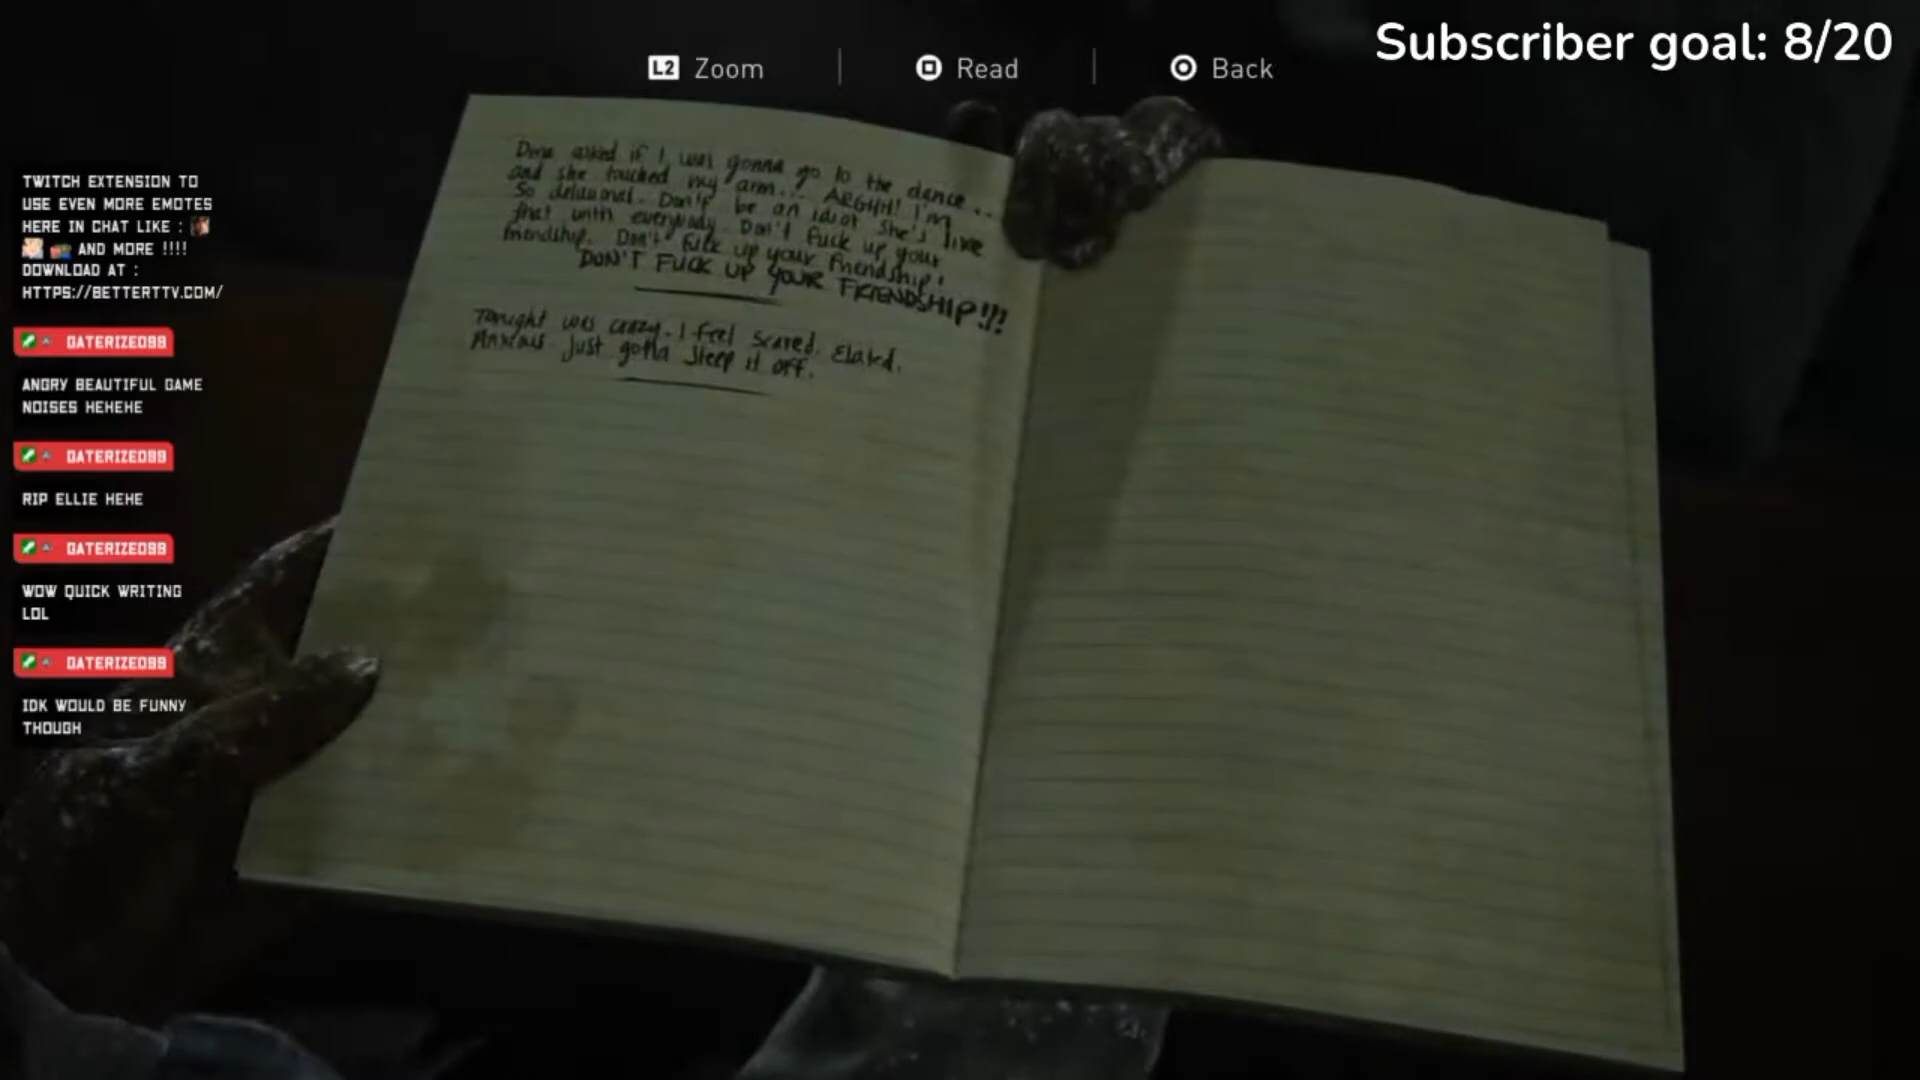 Subscriber goal: 8/20
L2 Zoom
Read
Back
TWITCH EXTENSION TO
USE EVEN MORE EMOTES
HERE IN CHAT LIKE :
AND MORE !!!!
DOWNLOAD AT :
HTTPS://BETTERTTV.COM/
DATERIZED99
ANGRY BEAUTIFUL GAME
NOISES HEHEHE
DATERIZED99
RIP ELLIE HEHE
DATERIZED99
WOW QUICK WRITING
LOL
DATERIZED99
IDK WOULD BE FUNNY
THOUGH
Dina asked if I was gonna go to the dance...
and she touched my arm... ARGHH! I'm
so delusional. Don't be an idiot she's like
that with everybody. Don't fuck up your
friendship. Don't fuck up your friendship!
DON'T FUCK UP YOUR FRIENDSHIP!!!
Tonight was crazy. I feel scared. Elated.
Anxious. Just gotta sleep it off.